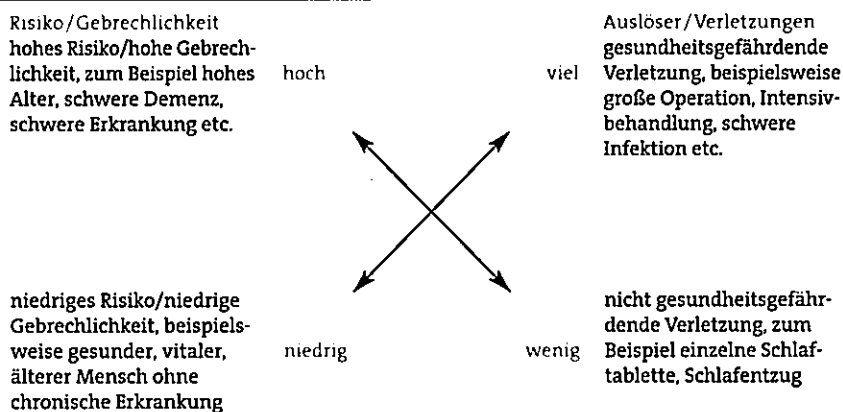 Risiko/Gebrechlichkeit
hohes Risiko/hohe Gebrech-
lichkeit, zum Beispiel hohes
Alter, schwere Demenz,
schwere Erkrankung etc.
hoch
viel
Auslöser/Verletzungen
gesundheitsgefährdende
Verletzung, beispielsweise
große Operation, Intensiv-
behandlung, schwere
Infektion etc.
niedriges Risiko/niedrige
Gebrechlichkeit, beispiels-
weise gesunder, vitaler,
älterer Mensch ohne
chronische Erkrankung
niedrig
wenig
nicht gesundheitsgefähr-
dende Verletzung, zum
Beispiel einzelne Schlaf-
tablette, Schlafentzug